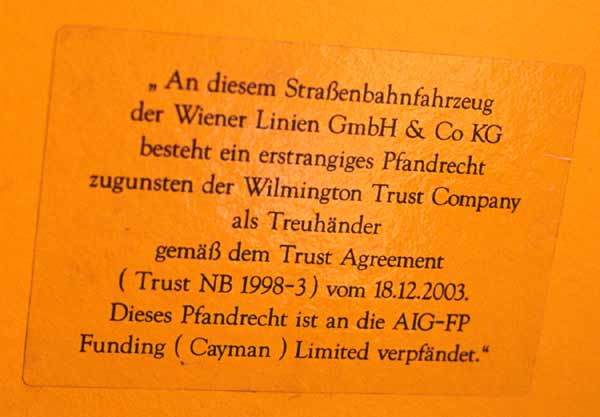 „ An diesem Straßenbahnfahrzeug
der Wiener Linien GmbH & Co KG
besteht ein erstrangiges Pfandrecht
zugunsten der Wilmington Trust Company
als Treuhänder
gemäß dem Trust Agreement
( Trust NB 1998-3 ) vom 18.12.2003.
Dieses Pfandrecht ist an die AIG-FP
Funding ( Cayman ) Limited verpfändet.“